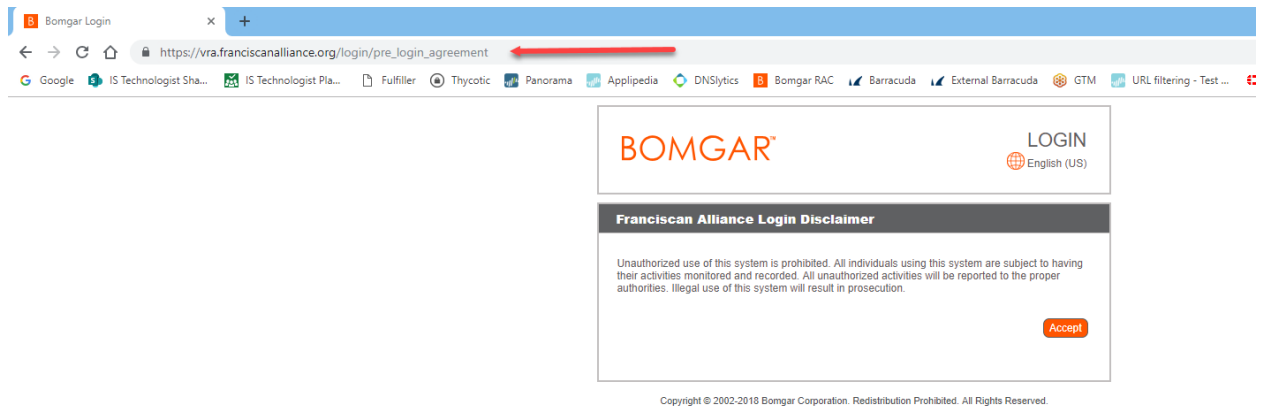 B Bomgar Login × +
https://vra.franciscanalliance.org/login/pre_login_agreement
G Google S IS Technologist Sha... IS Technologist Pla... Fulfiller Thycotic Panorama Applipedia DNSlytics B Bomgar RAC Barracuda External Barracuda GTM URL filtering - Test ...
BOMGAR™
LOGIN
English (US)
Franciscan Alliance Login Disclaimer
Unauthorized use of this system is prohibited. All individuals using this system are subject to having
their activities monitored and recorded. All unauthorized activities will be reported to the proper
authorities. Illegal use of this system will result in prosecution.
Accept
Copyright © 2002-2018 Bomgar Corporation. Redistribution Prohibited. All Rights Reserved.